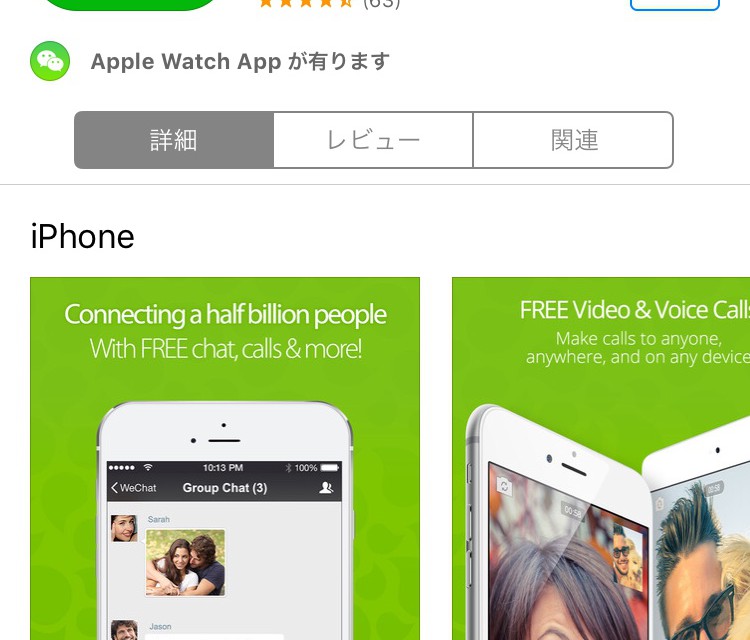 (63)
Apple Watch App が有ります
詳細
レビュー
関連
iPhone
Connecting a half billion people
With FREE chat, calls & more!
10:13 PM
100%
WeChat
Group Chat (3)
Sarah
Jason
FREE Video & Voice Calls
Make calls to anyone,
anywhere, and on any device
00:58
00:58